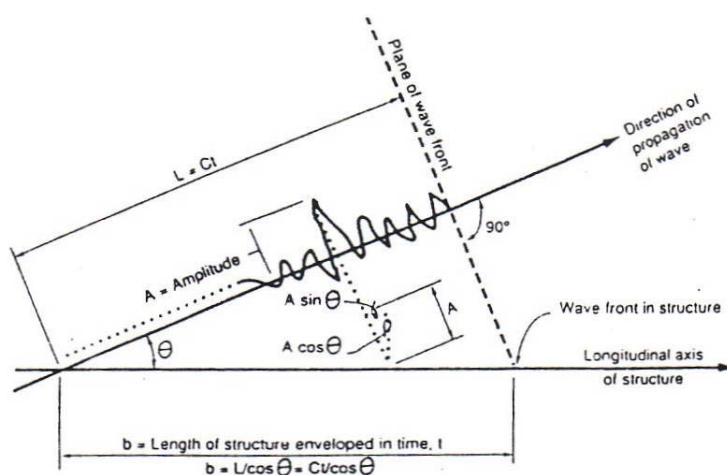 Plane of wave front
Direction of
propagation
of wave
L = Ct
90°
A = Amplitude
A sin θ
A
A cos θ
Wave front in structure
θ
Longitudinal axis
of structure
b = Length of structure enveloped in time, t
b = L/cos θ = Ct/cos θ